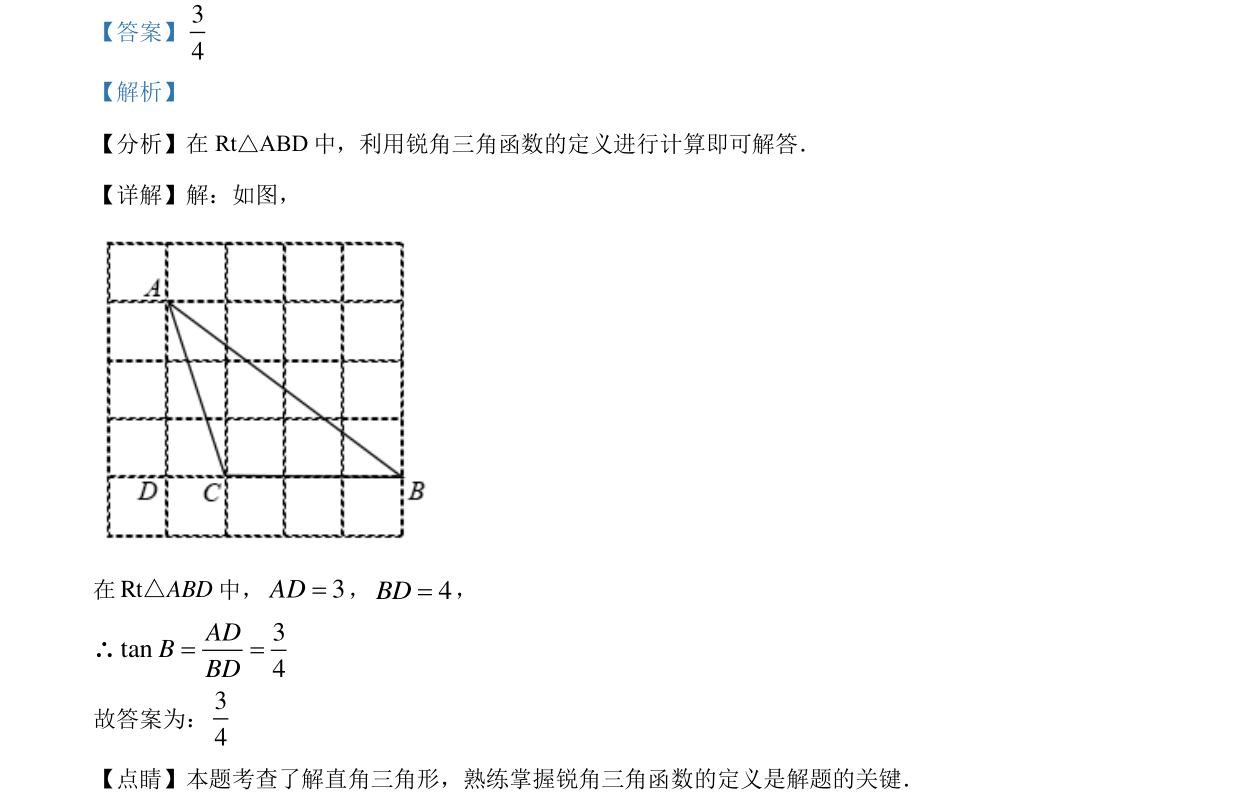 【答案】3/4
【解析】
【分析】在 Rt△ABD 中，利用锐角三角函数的定义进行计算即可解答．
【详解】解：如图，
A
D C B
在 Rt△ABD 中， AD = 3 ， BD = 4 ，
∴ tan B = AD/BD = 3/4
故答案为： 3/4
【点睛】本题考查了解直角三角形，熟练掌握锐角三角函数的定义是解题的关键．